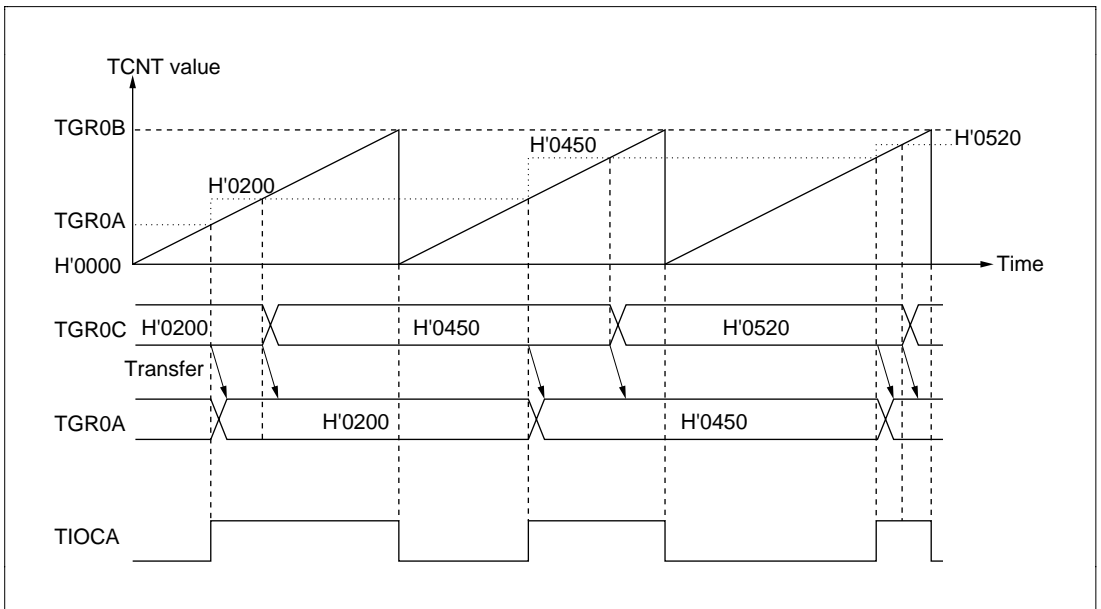 TCNT value
TGR0B
H'0450
H'0520
H'0200
TGR0A
H'0000
Time
TGR0C
H'0200
H'0450
H'0520
Transfer
TGR0A
H'0200
H'0450
TIOCA